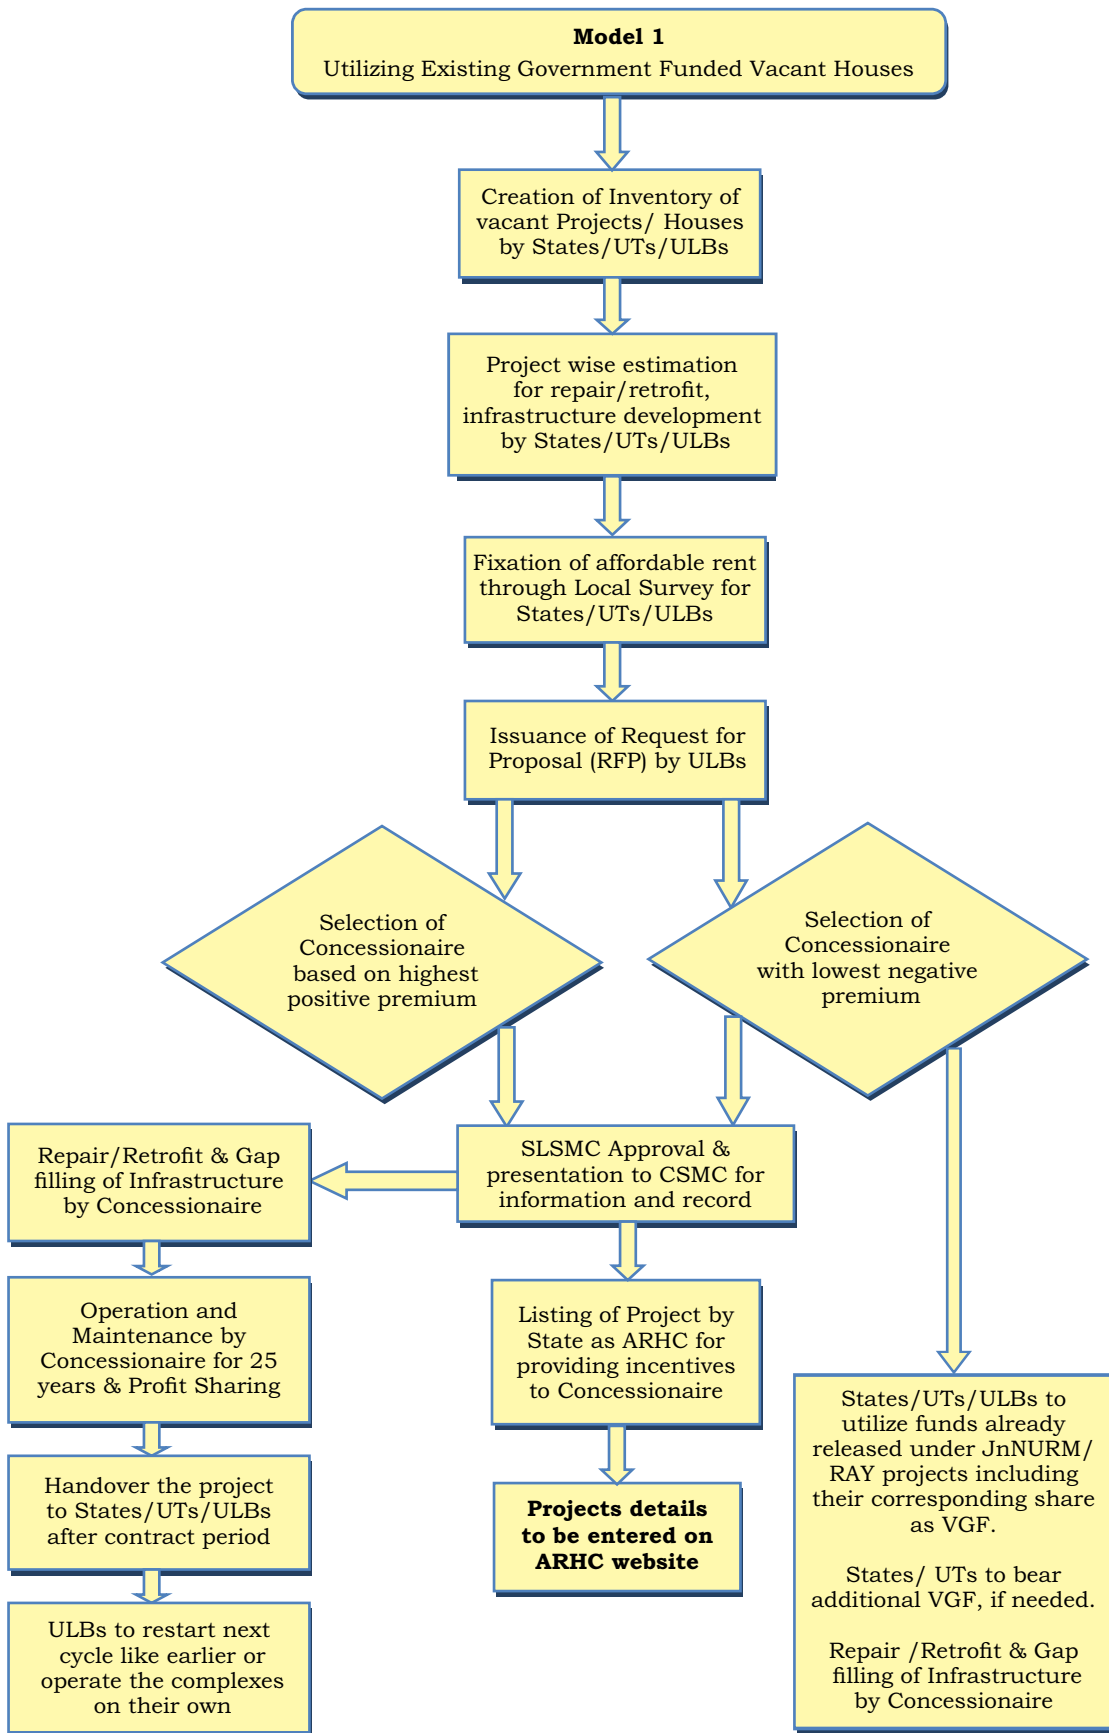 Model 1
Utilizing Existing Government Funded Vacant Houses
Creation of Inventory of
vacant Projects/ Houses
by States/UTs/ULBs
Project wise estimation
for repair/retrofit,
infrastructure development
by States/UTs/ULBs
Fixation of affordable rent
through Local Survey for
States/UTs/ULBs
Issuance of Request for
Proposal (RFP) by ULBs
Selection of
Concessionaire
based on highest
positive premium
Selection of
Concessionaire
with lowest negative
premium
SLSMC Approval &
presentation to CSMC for
information and record
Repair/Retrofit & Gap
filling of Infrastructure
by Concessionaire
Operation and
Maintenance by
Concessionaire for 25
years & Profit Sharing
Handover the project
to States/UTs/ULBs
after contract period
ULBs to restart next
cycle like earlier or
operate the complexes
on their own
Listing of Project by
State as ARHC for
providing incentives
to Concessionaire
Projects details
to be entered on
ARHC website
States/UTs/ULBs to
utilize funds already
released under JnNURM/
RAY projects including
their corresponding share
as VGF.
States/ UTs to bear
additional VGF, if needed.
Repair /Retrofit & Gap
filling of Infrastructure
by Concessionaire